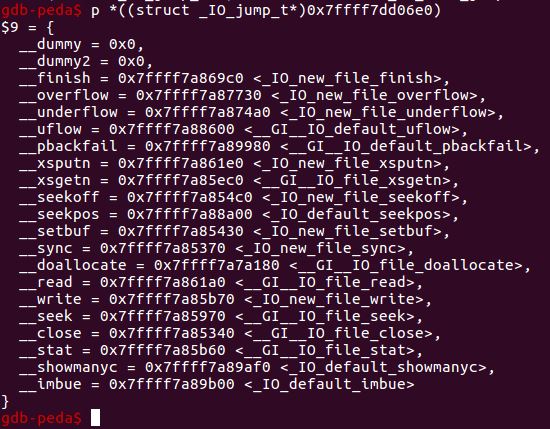 gdb-peda$ p *((struct _IO_jump_t*)0x7ffff7dd06e0)
$9 = {
  __dummy = 0x0,
  __dummy2 = 0x0,
  __finish = 0x7ffff7a869c0 <_IO_new_file_finish>,
  __overflow = 0x7ffff7a87730 <_IO_new_file_overflow>,
  __underflow = 0x7ffff7a874a0 <_IO_new_file_underflow>,
  __uflow = 0x7ffff7a88600 <__GI__IO_default_uflow>,
  __pbackfail = 0x7ffff7a89980 <__GI__IO_default_pbackfail>,
  __xsputn = 0x7ffff7a861e0 <_IO_new_file_xsputn>,
  __xsgetn = 0x7ffff7a85ec0 <__GI__IO_file_xsgetn>,
  __seekoff = 0x7ffff7a854c0 <_IO_new_file_seekoff>,
  __seekpos = 0x7ffff7a88a00 <_IO_default_seekpos>,
  __setbuf = 0x7ffff7a85430 <_IO_new_file_setbuf>,
  __sync = 0x7ffff7a85370 <_IO_new_file_sync>,
  __doallocate = 0x7ffff7a7a180 <__GI__IO_file_doallocate>,
  __read = 0x7ffff7a861a0 <__GI__IO_file_read>,
  __write = 0x7ffff7a85b70 <_IO_new_file_write>,
  __seek = 0x7ffff7a85970 <__GI__IO_file_seek>,
  __close = 0x7ffff7a85340 <__GI__IO_file_close>,
  __stat = 0x7ffff7a85b60 <__GI__IO_file_stat>,
  __showmanyc = 0x7ffff7a89af0 <_IO_default_showmanyc>,
  __imbue = 0x7ffff7a89b00 <_IO_default_imbue>
}
gdb-peda$